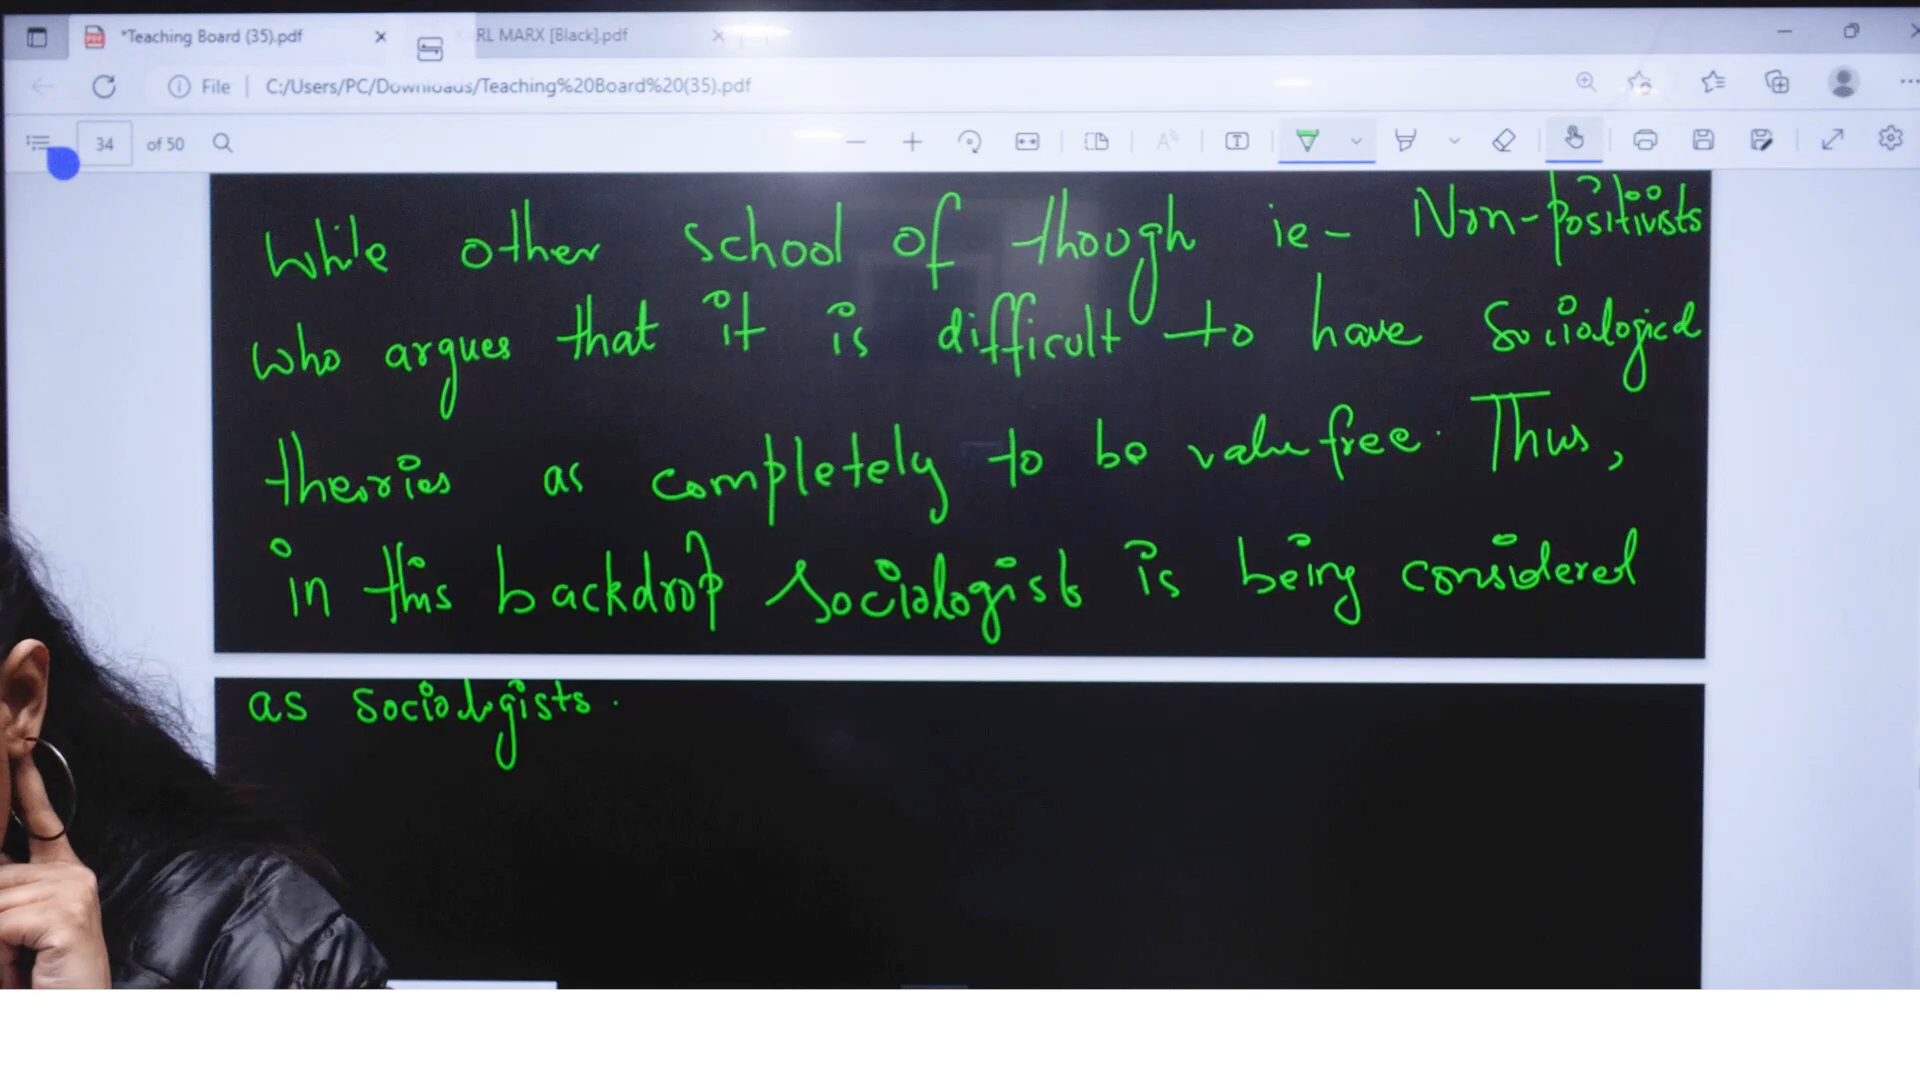 *Teaching Board (35).pdf
RL MARX [Black].pdf
File | C:/Users/PC/Downloads/Teaching%20Board%20(35).pdf
34 of 50
While other school of though ie - Non-positivists
who argues that it is difficult to have Sociological
theories as completely to be value free. Thus,
in this backdrop sociologists is being considered
as sociologists.